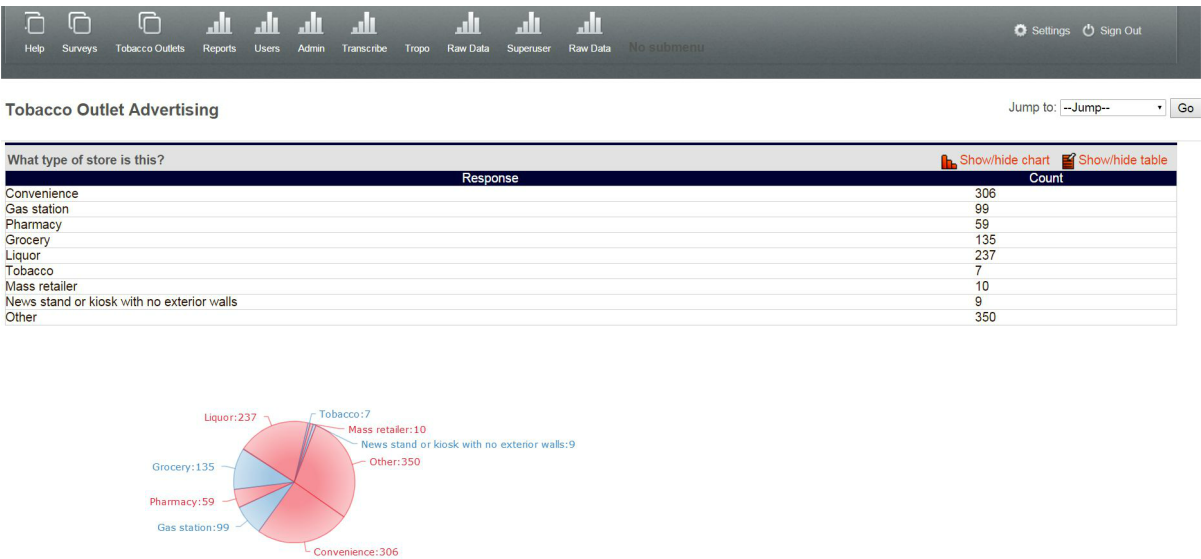 Help Surveys Tobacco Outlets Reports Users Admin Transcribe Tropo Raw Data Superuser Raw Data No submenu Settings Sign Out
Tobacco Outlet Advertising Jump to: --Jump-- Go
What type of store is this? Show/hide chart Show/hide table
Response Count
Convenience 306
Gas station 99
Pharmacy 59
Grocery 135
Liquor 237
Tobacco 7
Mass retailer 10
News stand or kiosk with no exterior walls 9
Other 350
Liquor:237 Tobacco:7
Mass retailer:10
News stand or kiosk with no exterior walls:9
Grocery:135 Other:350
Pharmacy:59
Gas station:99
Convenience:306